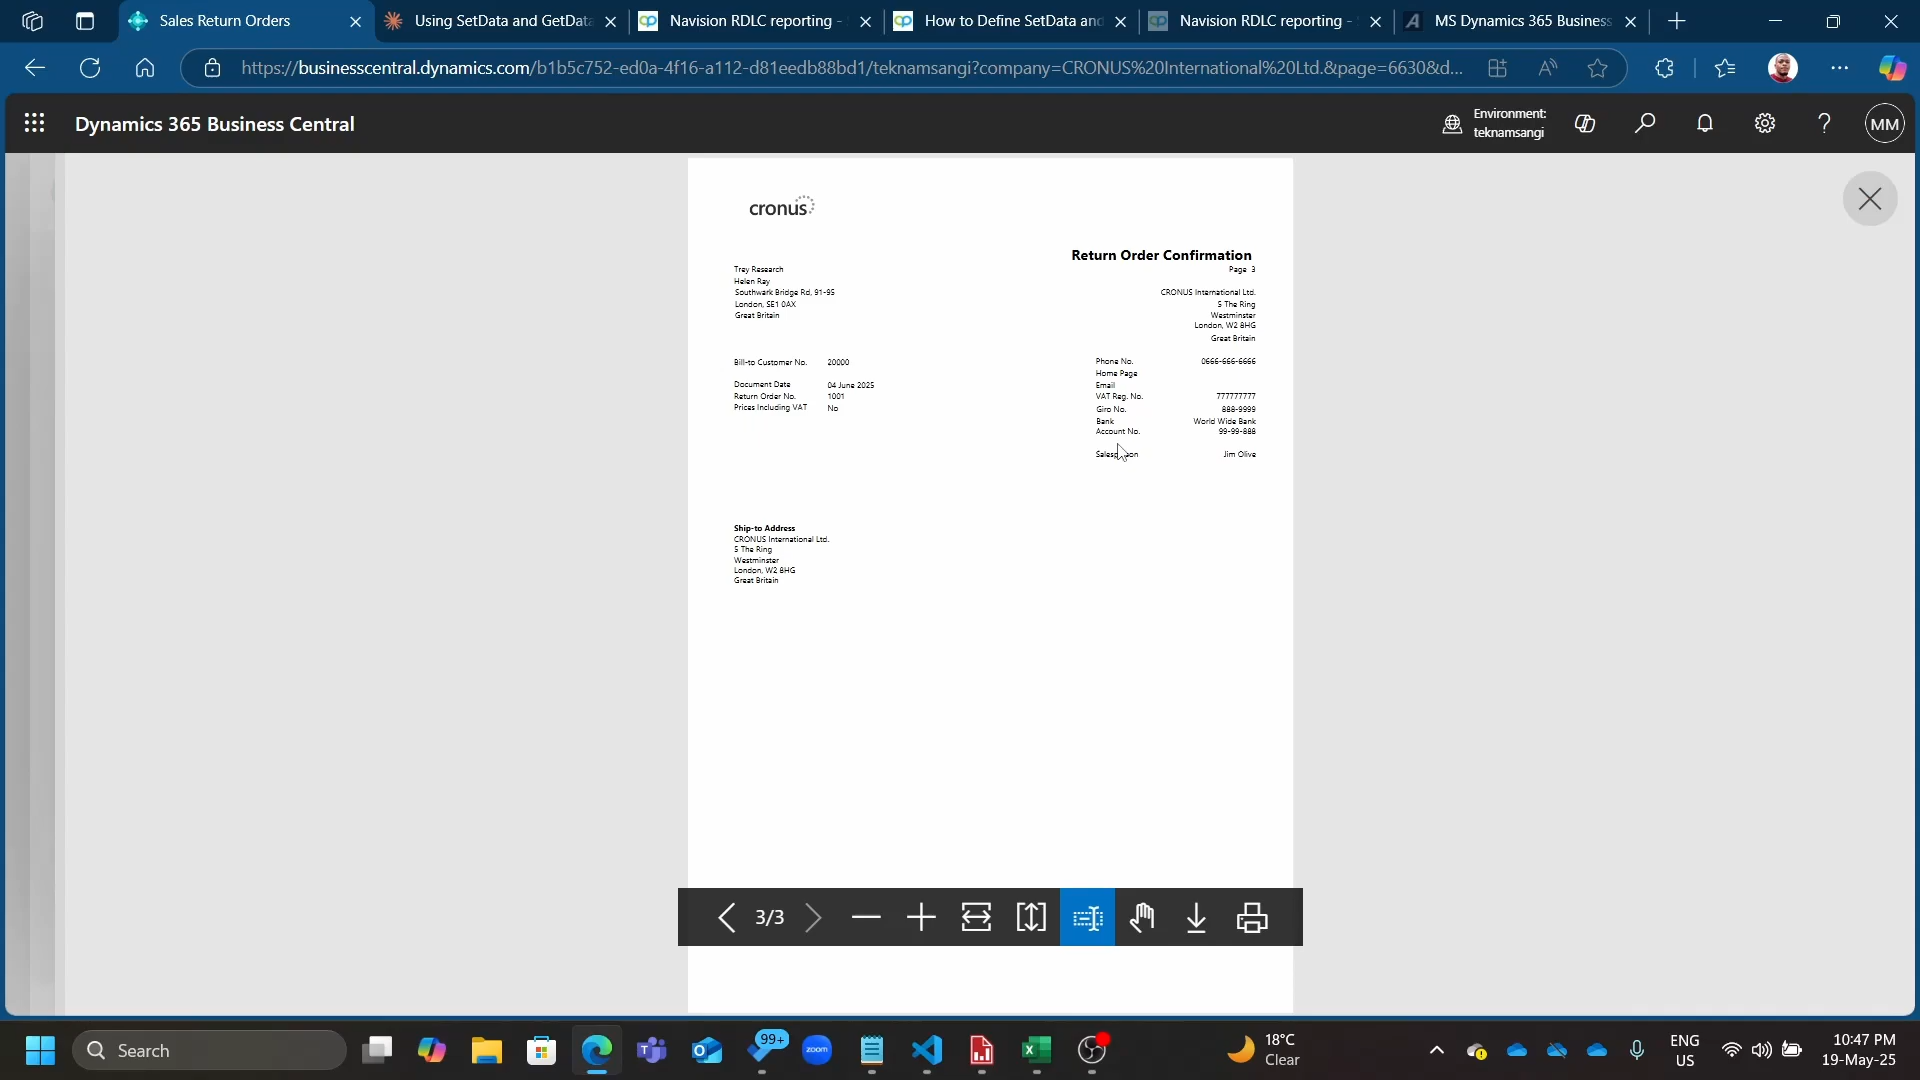 Sales Return Orders
Using SetData and GetData
Navision RDLC reporting -
How to Define SetData and
Navision RDLC reporting -
MS Dynamics 365 Business
https://businesscentral.dynamics.com/b1b5c752-ed0a-4f16-a112-d81eedb88bd1/teknamsangi?company=CRONUS%20International%20Ltd.&page=6630&d...
Dynamics 365 Business Central
Environment:
teknamsangi
MM
cronus
Return Order Confirmation
Page 3
Trey Research
Helen Ray
Southwark Bridge Rd, 91-95
London, SE1 0AX
Great Britain
CRONUS International Ltd.
5 The Ring
Westminster
London, W2 8HG
Great Britain
Bill-to Customer No. 20000
Document Date 04 June 2025
Return Order No. 1001
Prices Including VAT No
Phone No. 0666-666-6666
Home Page
Email
VAT Reg. No. 777777777
Giro No. 888-9999
Bank World Wide Bank
Account No. 99-99-888
Jim Olive
Ship-to Address
CRONUS International Ltd.
5 The Ring
Westminster
London, W2 8HG
Great Britain
3/3
Search
99+
zoom
18°C
Clear
ENG
US
10:47 PM
19-May-25